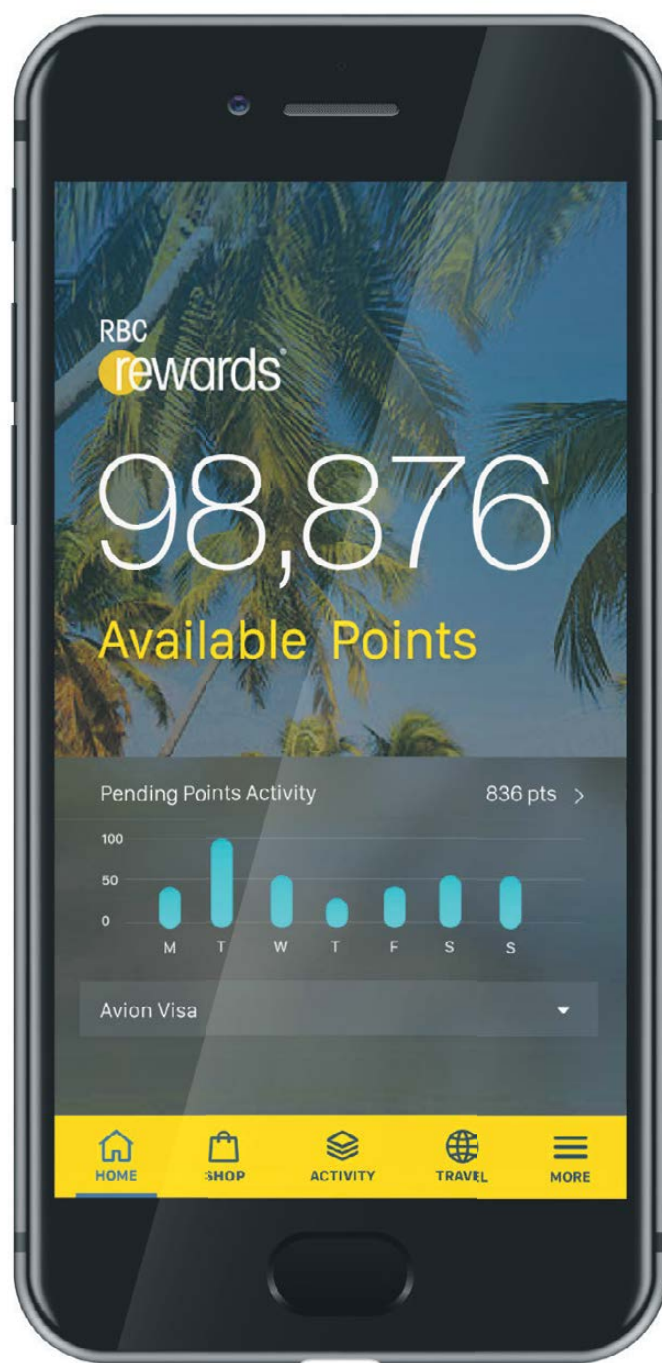 RBC
rewards®
98,876
Available Points
Pending Points Activity 836 pts >
100
50
0
M T W T F S S
Avion Visa
HOME SHOP ACTIVITY TRAVEL MORE